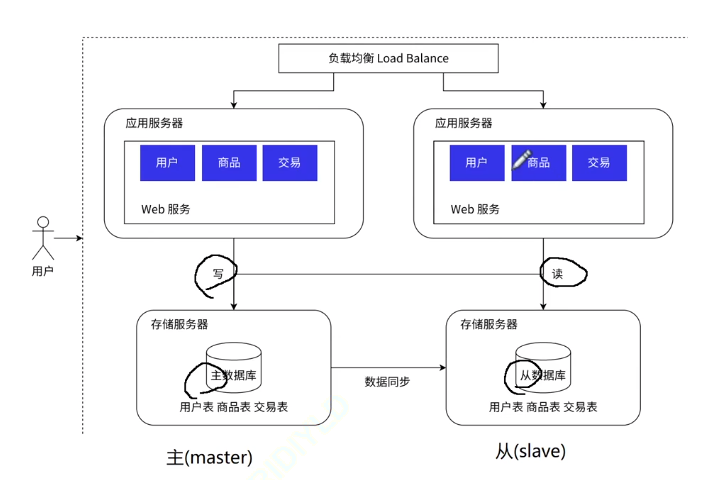 负载均衡 Load Balance
应用服务器
应用服务器
用户 商品 交易
用户 商品 交易
Web 服务
Web 服务
用户
写
读
存储服务器
存储服务器
主数据库
从数据库
数据同步
用户表 商品表 交易表
用户表 商品表 交易表
主(master)
从(slave)